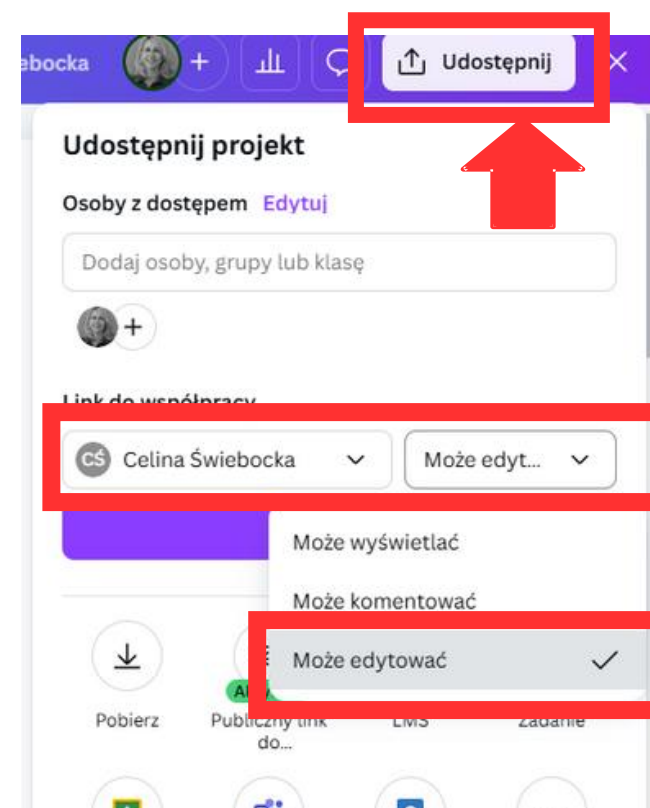 ebocka + Udostępnij
Udostępnij projekt
Osoby z dostępem Edytuj
Dodaj osoby, grupy lub klasę
+
Link do współpracy
CŚ Celina Świebocka Może edyt...
Może wyświetlać
Może komentować
Może edytować
Pobierz Publiczny link do... LMS Zadanie